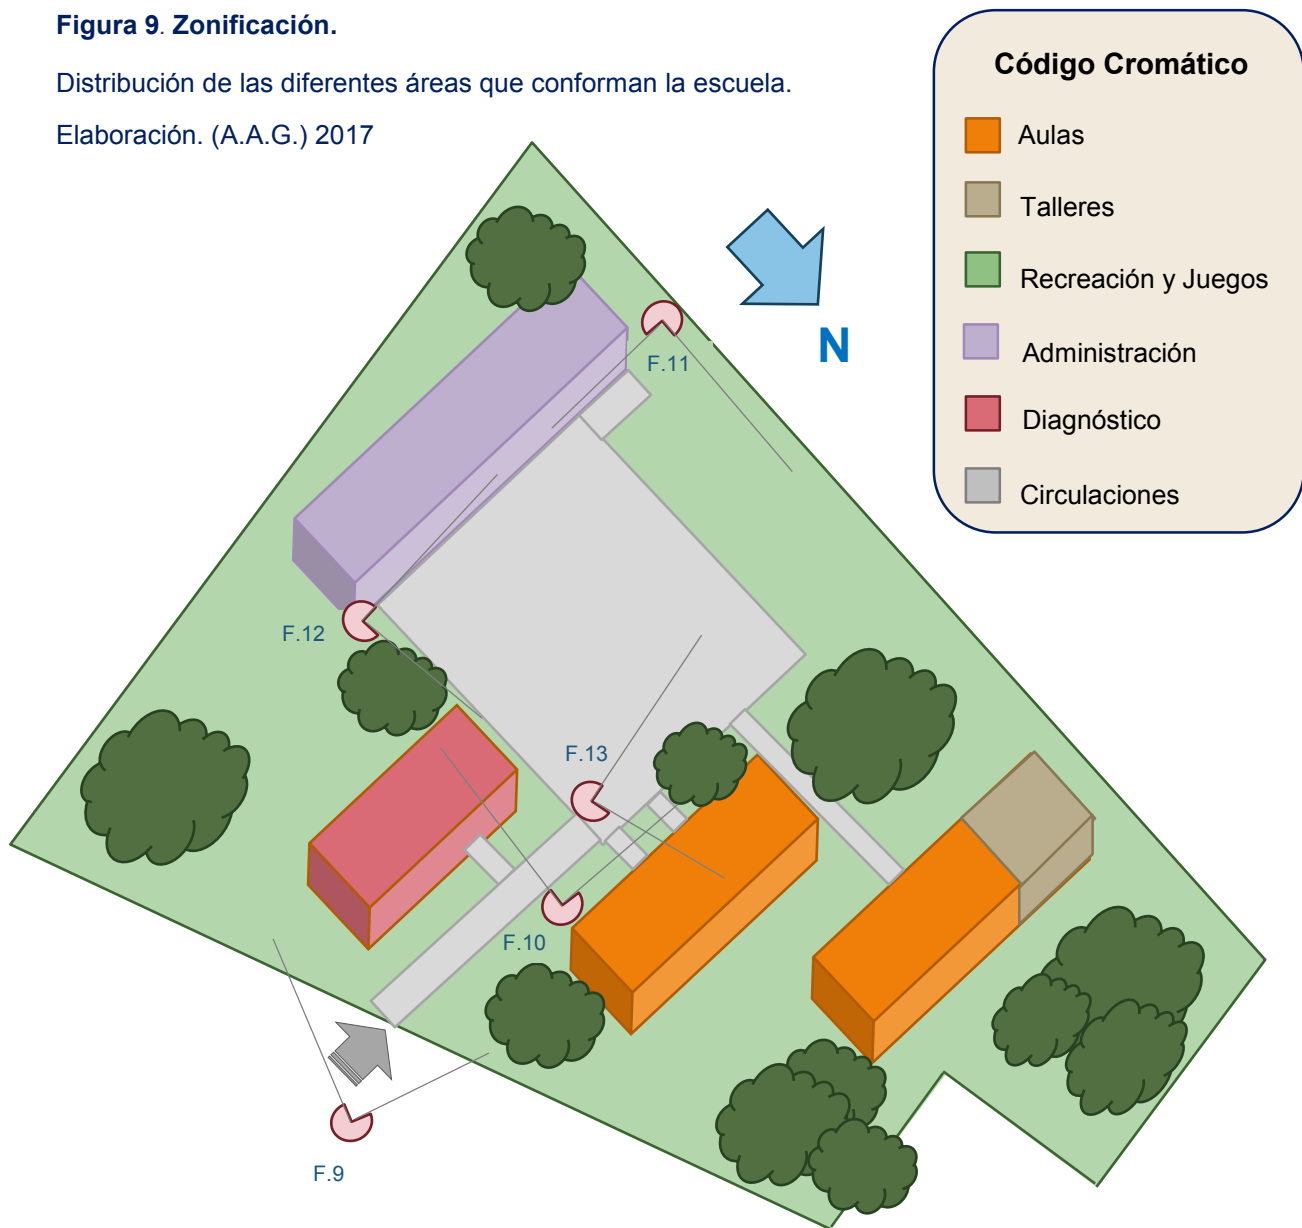 Figura 9. Zonificación.
Distribución de las diferentes áreas que conforman la escuela.
Elaboración. (A.A.G.) 2017
Código Cromático
Aulas
Talleres
Recreación y Juegos
Administración
Diagnóstico
Circulaciones
N
F.11
F.12
F.13
F.10
F.9